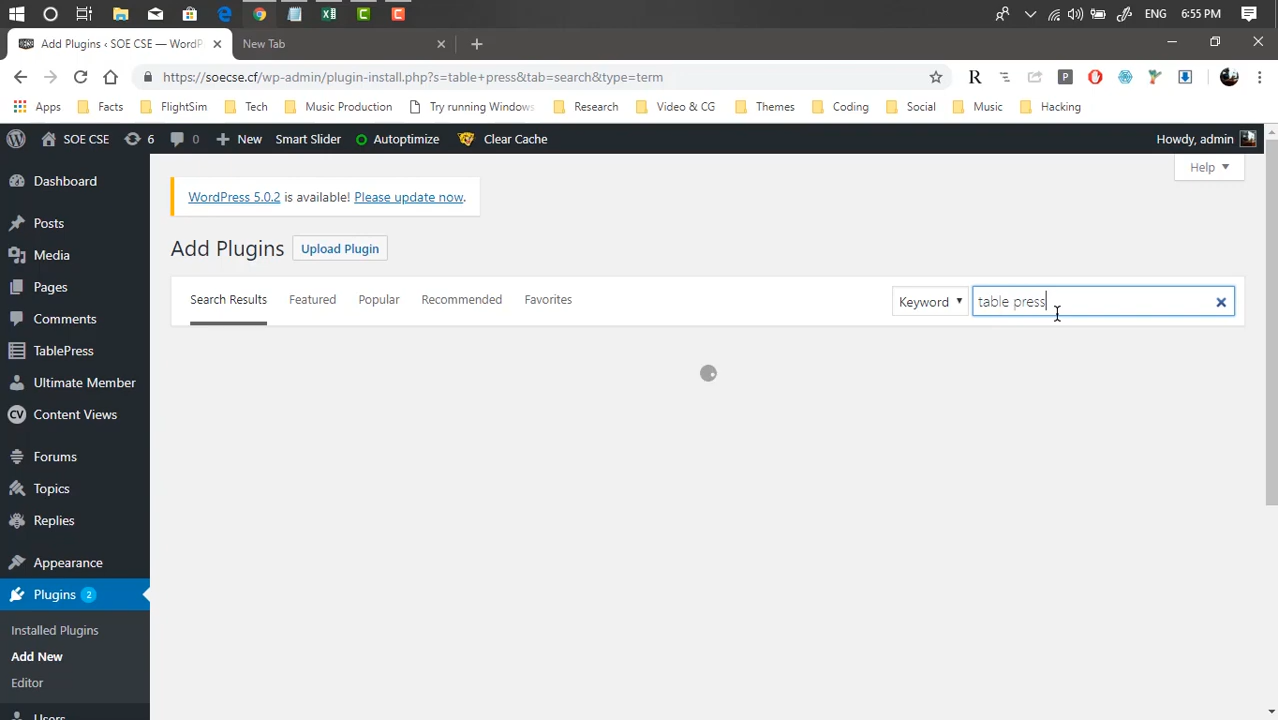 ENG 6:55 PM
Add Plugins ‹ SOE CSE — WordP
New Tab
https://soecse.cf/wp-admin/plugin-install.php?s=table+press&tab=search&type=term
R P
Apps Facts FlightSim Tech Music Production Try running Windows Research Video & CG Themes Coding Social Music Hacking
SOE CSE 6 0 New Smart Slider Autoptimize Clear Cache Howdy, admin
Help
WordPress 5.0.2 is available! Please update now.
Add Plugins Upload Plugin
Search Results Featured Popular Recommended Favorites Keyword table press
Dashboard
Posts
Media
Pages
Comments
TablePress
Ultimate Member
CV Content Views
Forums
Topics
Replies
Appearance
Plugins 2
Installed Plugins
Add New
Editor
Users